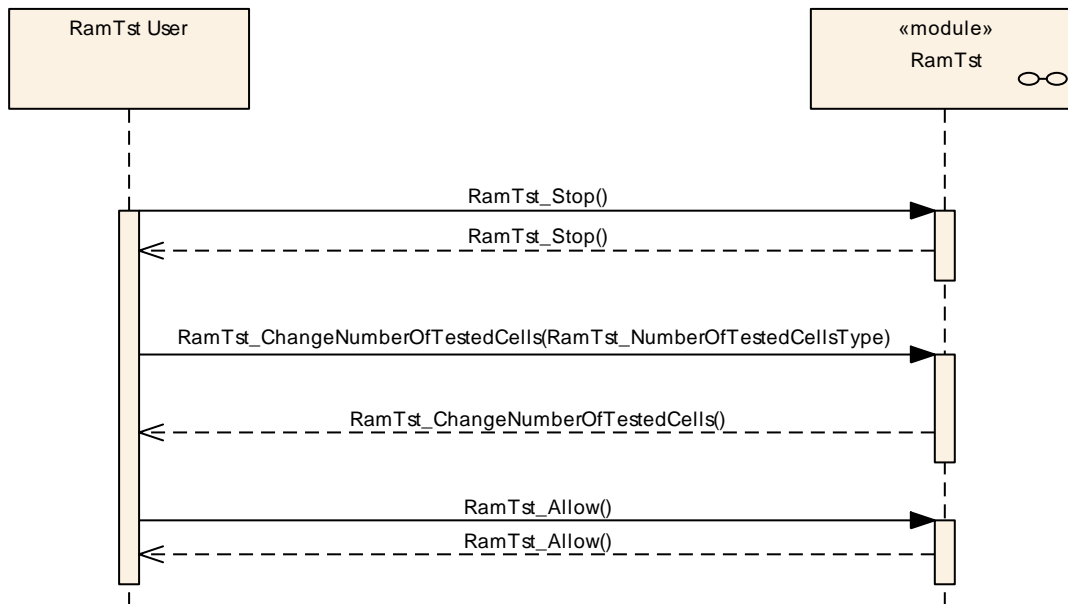 RamTst User
«module»
RamTst
RamTst_Stop()
RamTst_Stop()
RamTst_ChangeNumberOfTestedCells(RamTst_NumberOfTestedCellsType)
RamTst_ChangeNumberOfTestedCells()
RamTst_Allow()
RamTst_Allow()